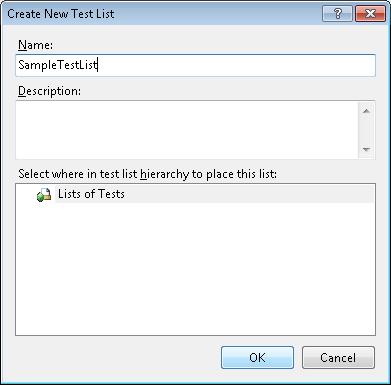 Create New Test List
Name:
SampleTestList
Description:
Select where in test list hierarchy to place this list:
Lists of Tests
OK Cancel